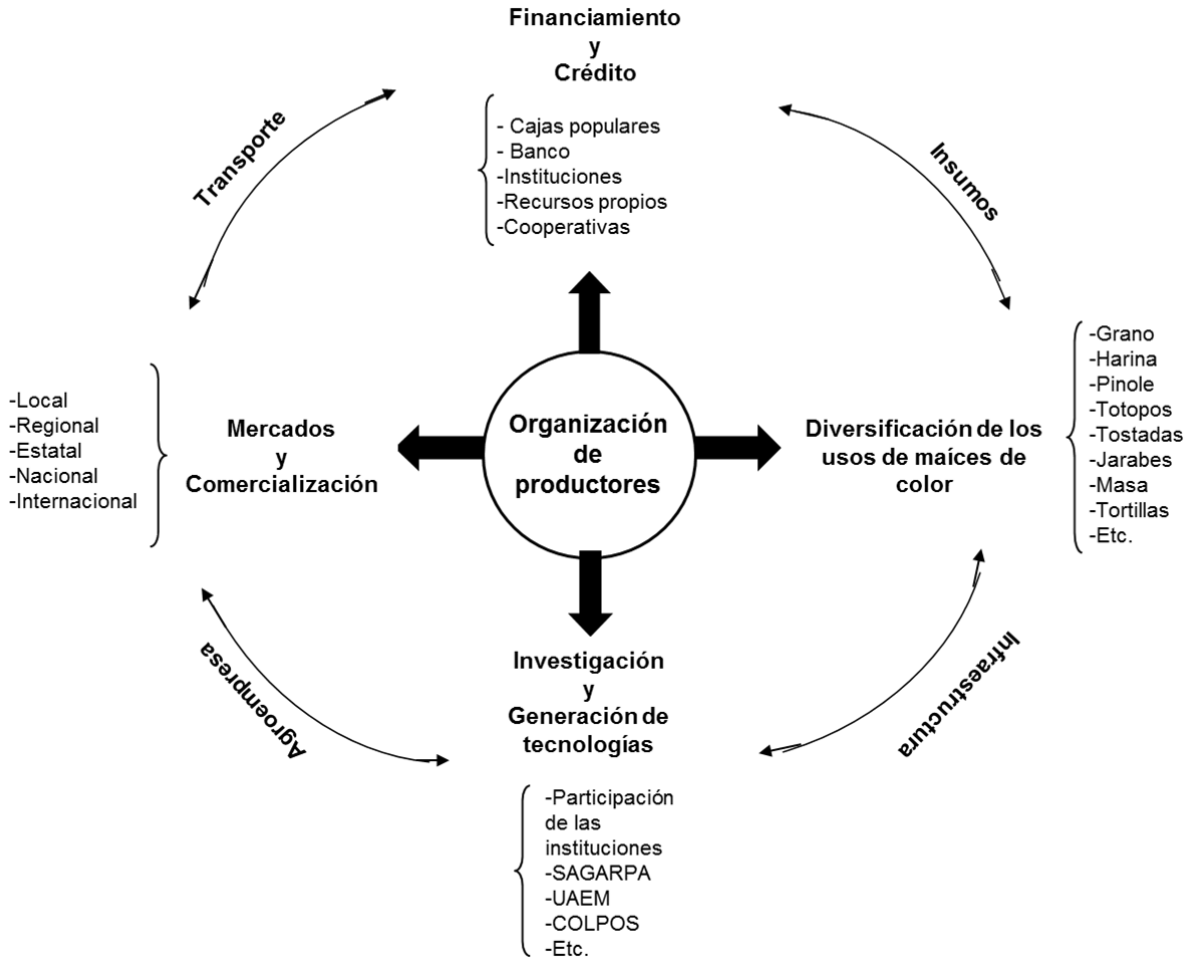 Financiamiento
y
Crédito
- Cajas populares
- Banco
-Instituciones
-Recursos propios
-Cooperativas
Transporte
Insumos
-Local
-Regional
-Estatal
-Nacional
-Internacional
Mercados
y
Comercialización
Organización
de
productores
Diversificación de los
usos de maíces de
color
-Grano
-Harina
-Pinole
-Totopos
-Tostadas
-Jarabes
-Masa
-Tortillas
-Etc.
Agroempresa
Infraestructura
Investigación
y
Generación de
tecnologías
-Participación
de las
instituciones
-SAGARPA
-UAEM
-COLPOS
-Etc.